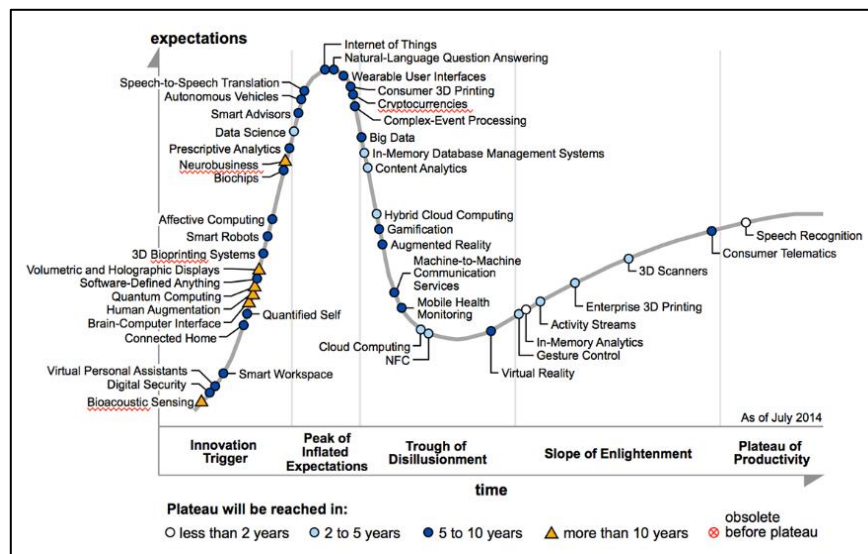 expectations
Internet of Things
Natural-Language Question Answering
Wearable User Interfaces
Speech-to-Speech Translation
Consumer 3D Printing
Autonomous Vehicles
Cryptocurrencies
Smart Advisors
Complex-Event Processing
Data Science
Big Data
Prescriptive Analytics
In-Memory Database Management Systems
Neurobusiness
Content Analytics
Biochips
Hybrid Cloud Computing
Affective Computing
Gamification
Speech Recognition
Smart Robots
Augmented Reality
Consumer Telematics
3D Bioprinting Systems
Machine-to-Machine
Communication
Services
3D Scanners
Volumetric and Holographic Displays
Software-Defined Anything
Quantum Computing
Mobile Health
Monitoring
Enterprise 3D Printing
Human Augmentation
Quantified Self
Brain-Computer Interface
Activity Streams
Connected Home
Cloud Computing
In-Memory Analytics
NFC
Gesture Control
Virtual Personal Assistants
Smart Workspace
Virtual Reality
Digital Security
Bioacoustic Sensing
As of July 2014
Innovation
Trigger
Peak of
Inflated
Expectations
Trough of
Disillusionment
Slope of Enlightenment
Plateau of
Productivity
time
Plateau will be reached in:
less than 2 years
2 to 5 years
5 to 10 years
more than 10 years
obsolete
before plateau